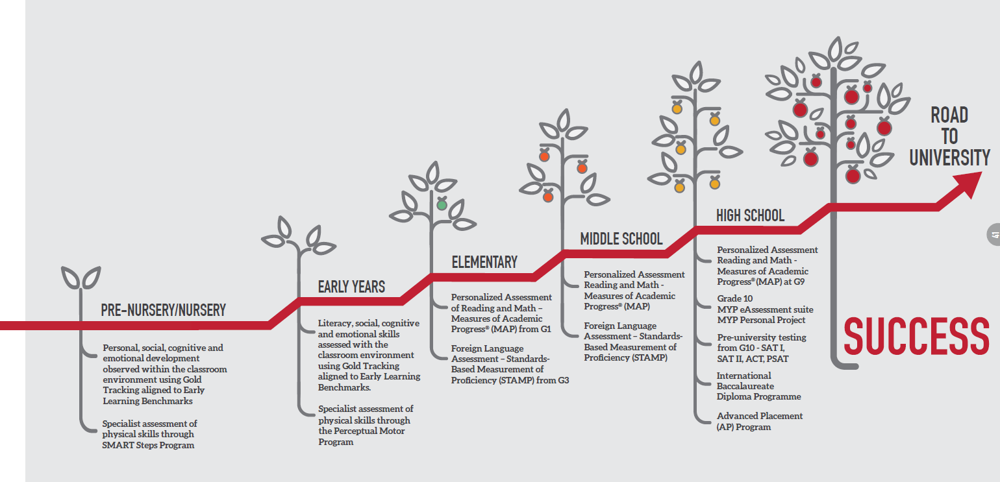 PRE-NURSERY/NURSERY
Personal, social, cognitive and
emotional development
observed within the classroom
environment using Gold
Tracking aligned to Early
Learning Benchmarks
Specialist assessment of
physical skills through
SMART Steps Program
EARLY YEARS
Literacy, social, cognitive
and emotional skills
assessed with the
classroom environment
using Gold Tracking
aligned to Early Learning
Benchmarks.
Specialist assessment of
physical skills through
the Perceptual Motor
Program
ELEMENTARY
Personalized Assessment
of Reading and Math –
Measures of Academic
Progress® (MAP) from G1
Foreign Language
Assessment – Standards-
Based Measurement of
Proficiency (STAMP) from G3
MIDDLE SCHOOL
Personalized Assessment
Reading and Math -
Measures of Academic
Progress® (MAP)
Foreign Language
Assessment – Standards-
Based Measurement of
Proficiency (STAMP)
HIGH SCHOOL
Personalized Assessment
Reading and Math -
Measures of Academic
Progress® (MAP) at G9
Grade 10
MYP eAssessment suite
MYP Personal Project
Pre-university testing
from G10 - SAT I,
SAT II, ACT, PSAT
International
Baccalaureate
Diploma Programme
Advanced Placement
(AP) Program
ROAD
TO
UNIVERSITY
SUCCESS
41